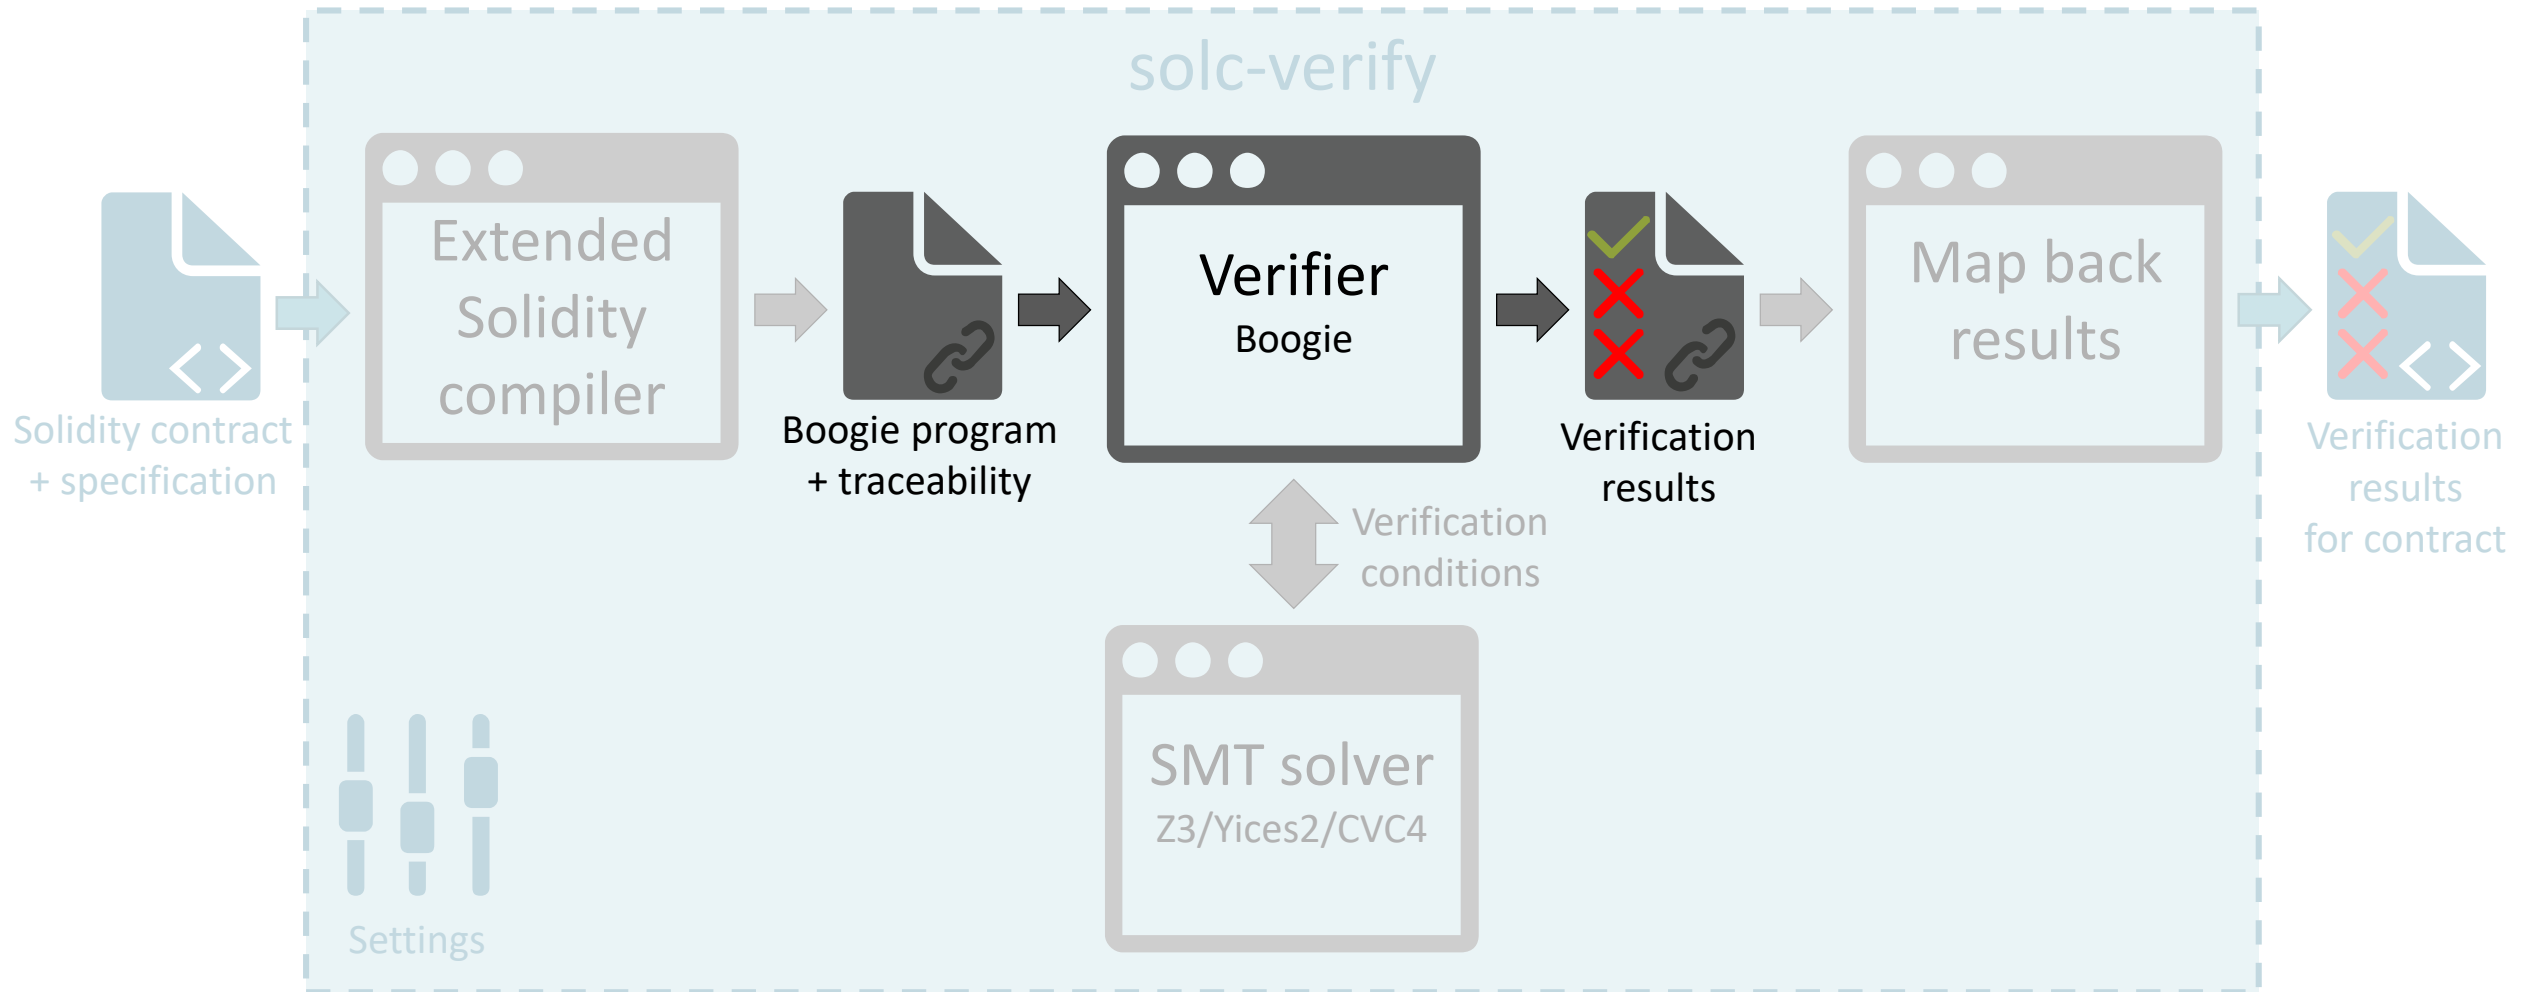 solc-verify
Solidity contract
+ specification
Extended
Solidity
compiler
Boogie program
+ traceability
Verifier
Boogie
Verification
results
Map back
results
Verification
results
for contract
Verification
conditions
SMT solver
Z3/Yices2/CVC4
Settings